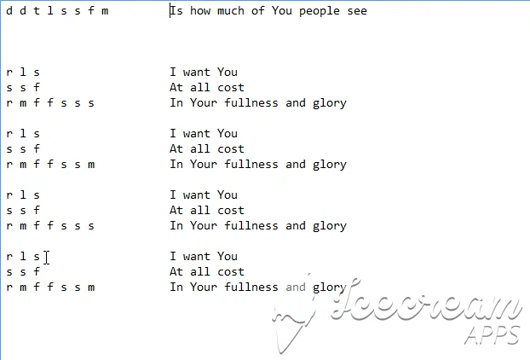 d d t l s s f m Is how much of You people see
r l s I want You
s s f At all cost
r m f f s s s In Your fullness and glory
r l s I want You
s s f At all cost
r m f f s s m In Your fullness and glory
r l s I want You
s s f At all cost
r m f f s s s In Your fullness and glory
r l s I want You
s s f At all cost
r m f f s s m In Your fullness and glory
Icecream
APPS